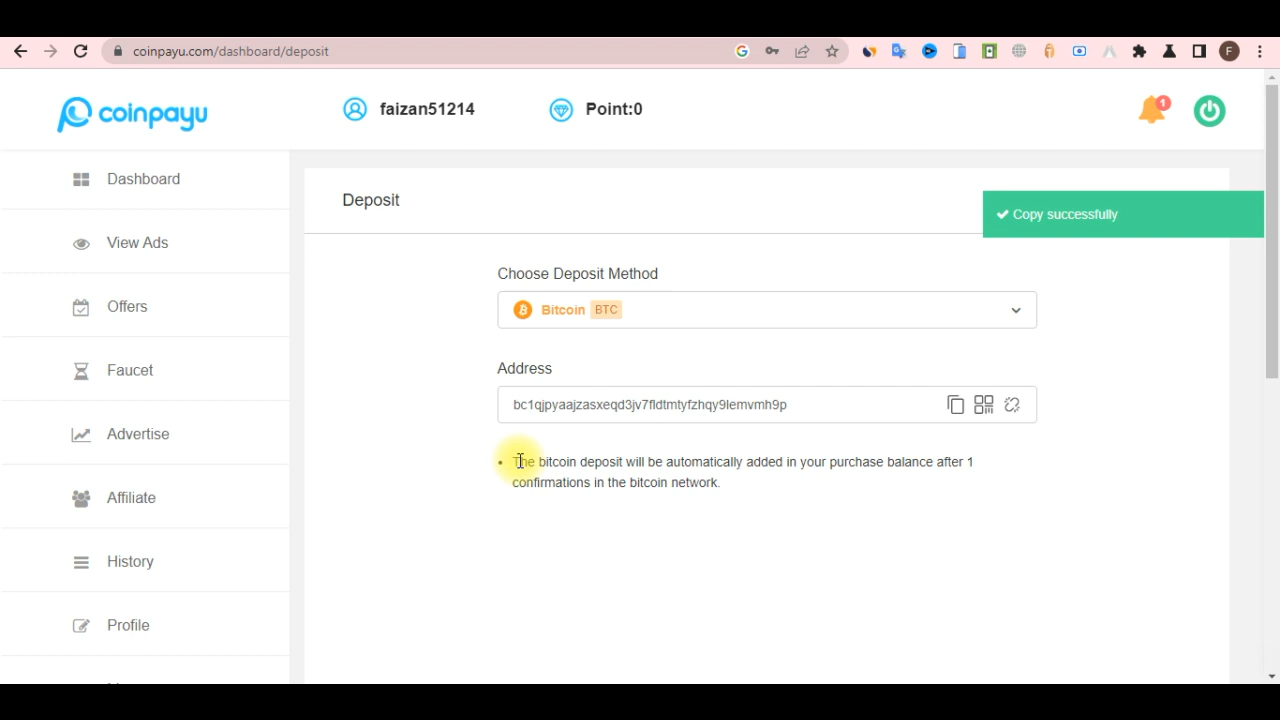 coinpayu.com/dashboard/deposit
F
coinpayu
faizan51214
Point:0
1
Dashboard
View Ads
Offers
Faucet
Advertise
Affiliate
History
Profile
Deposit
Copy successfully
Choose Deposit Method
Bitcoin BTC
Address
bc1qjpyaajzasxeqd3jv7fldtmtyfzhqy9lemvmh9p
• The bitcoin deposit will be automatically added in your purchase balance after 1
confirmations in the bitcoin network.